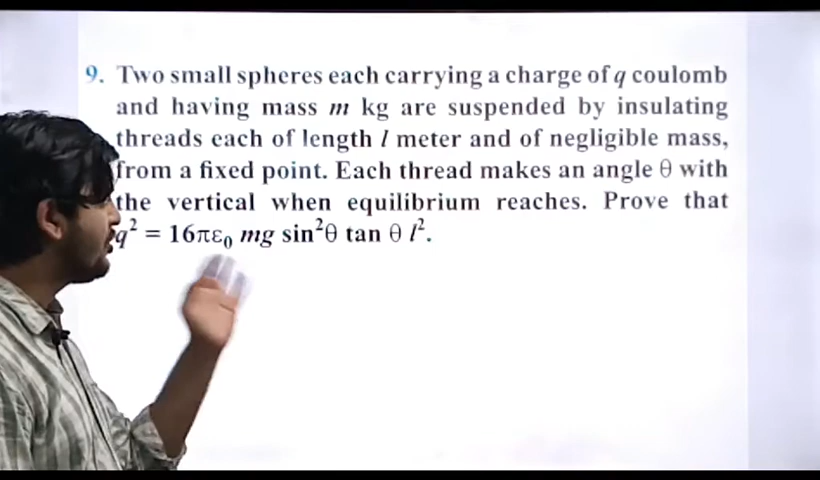 9. Two small spheres each carrying a charge of q coulomb
and having mass m kg are suspended by insulating
threads each of length l meter and of negligible mass,
from a fixed point. Each thread makes an angle θ with
the vertical when equilibrium reaches. Prove that
q² = 16πε₀ mg sin²θ tan θ l².